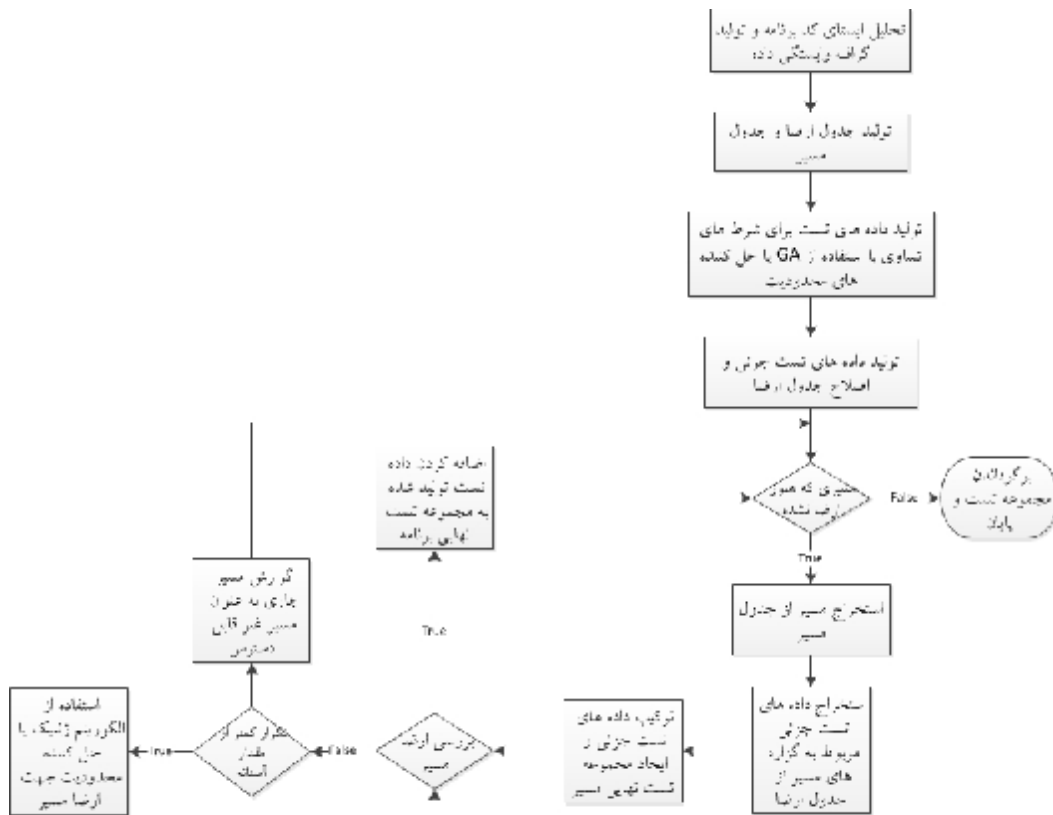 تحلیل ایستای کد برنامه و تولید
گراف وابستگی داده
تولید جدول ارضا و جدول
مسیر
تولید داده های تست برای شرط های
تساوی با استفاده از GA یا حل کننده
های محدودیت
تولید داده های تست جزئی و
اصلاح جدول ارضا
مسیری که هنوز
ارضا نشده
False
برگرداندن
مجموعه تست و
پایان
True
استخراج مسیر از جدول
مسیر
استخراج داده های
تست جزئی
مربوط به گزاره
های مسیر از
جدول ارضا
ترکیب داده های
تست جزئی و
ایجاد مجموعه
تست نهایی مسیر
بررسی ارضا
مسیر
True
اضافه کردن داده
تست تولید شده
به مجموعه تست
نهایی برنامه
False
تکرار کمتر از
مقدار
آستانه
گزارش مسیر
جاری به عنوان
مسیر غیر قابل
دسترس
True
استفاده از
الگوریتم ژنتیک یا
حل کننده
محدودیت جهت
ارضا مسیر